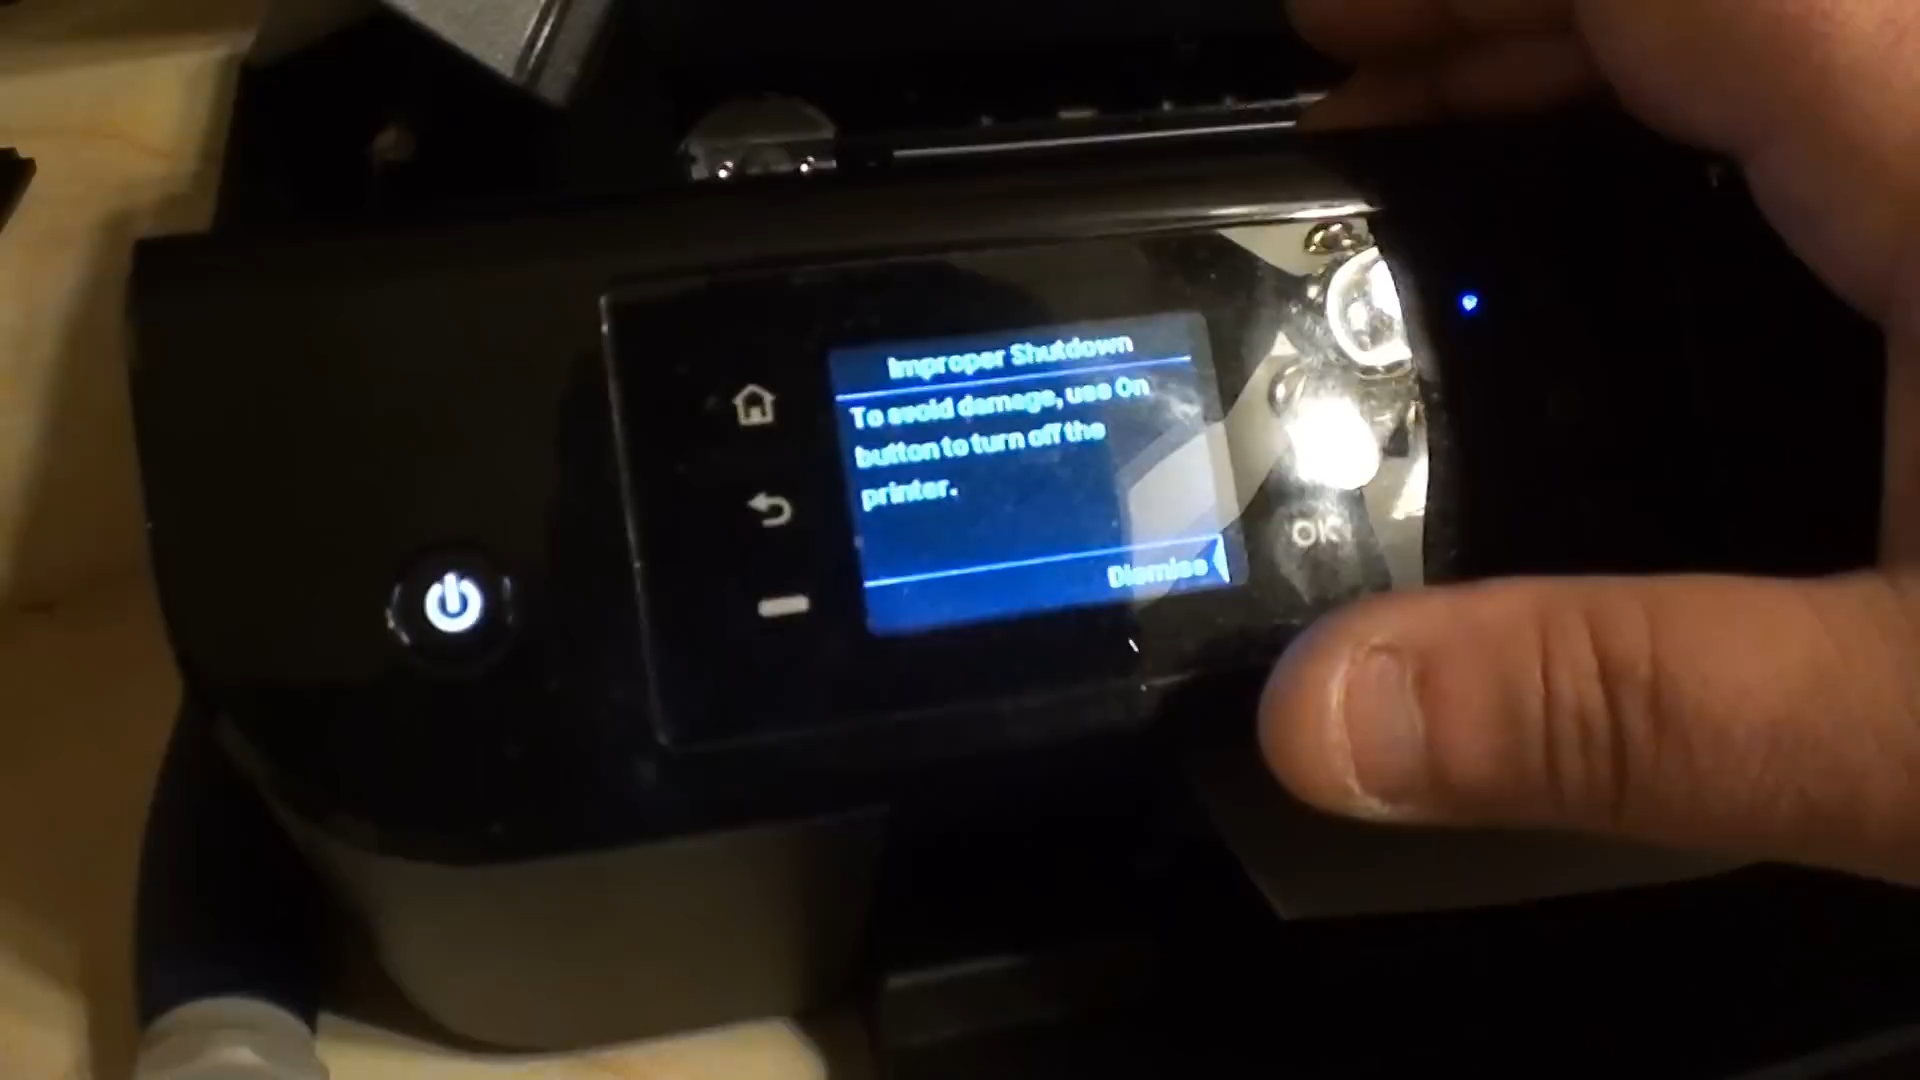 Improper Shutdown
To avoid damage, use On
button to turn off the
printer.
Dismiss
OK